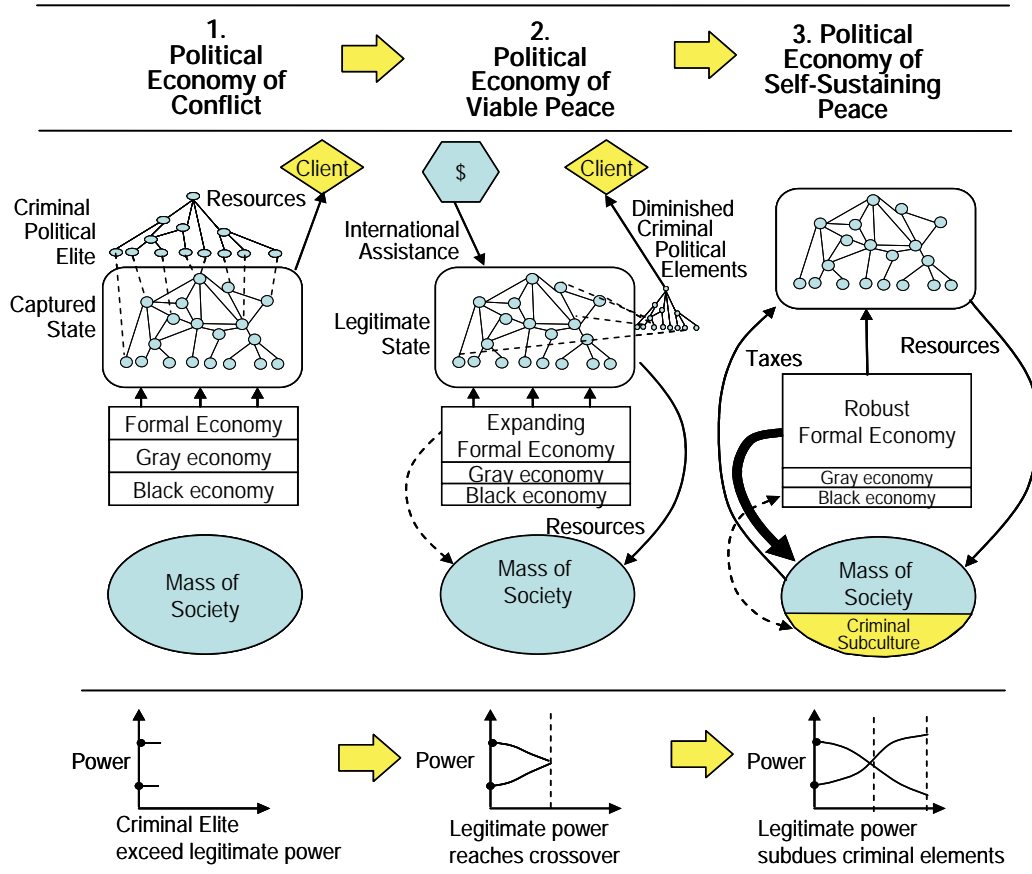 1.
Political
Economy of
Conflict
2.
Political
Economy of
Viable Peace
3. Political
Economy of
Self-Sustaining
Peace
Client
Resources
Criminal
Political
Elite
Captured
State
Formal Economy
Gray economy
Black economy
Mass of
Society
$
International
Assistance
Client
Diminished
Criminal
Political
Elements
Legitimate
State
Expanding
Formal Economy
Gray economy
Black economy
Resources
Mass of
Society
Taxes
Resources
Robust
Formal Economy
Gray economy
Black economy
Mass of
Society
Criminal
Subculture
Power
Criminal Elite
exceed legitimate power
Power
Legitimate power
reaches crossover
Power
Legitimate power
subdues criminal elements